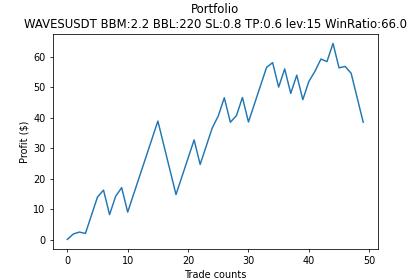 Portfolio
WAVESUSDT BBM:2.2 BBL:220 SL:0.8 TP:0.6 lev:15 WinRatio:66.0
60
50
40
30
20
10
0
Profit ($)
0 10 20 30 40 50
Trade counts